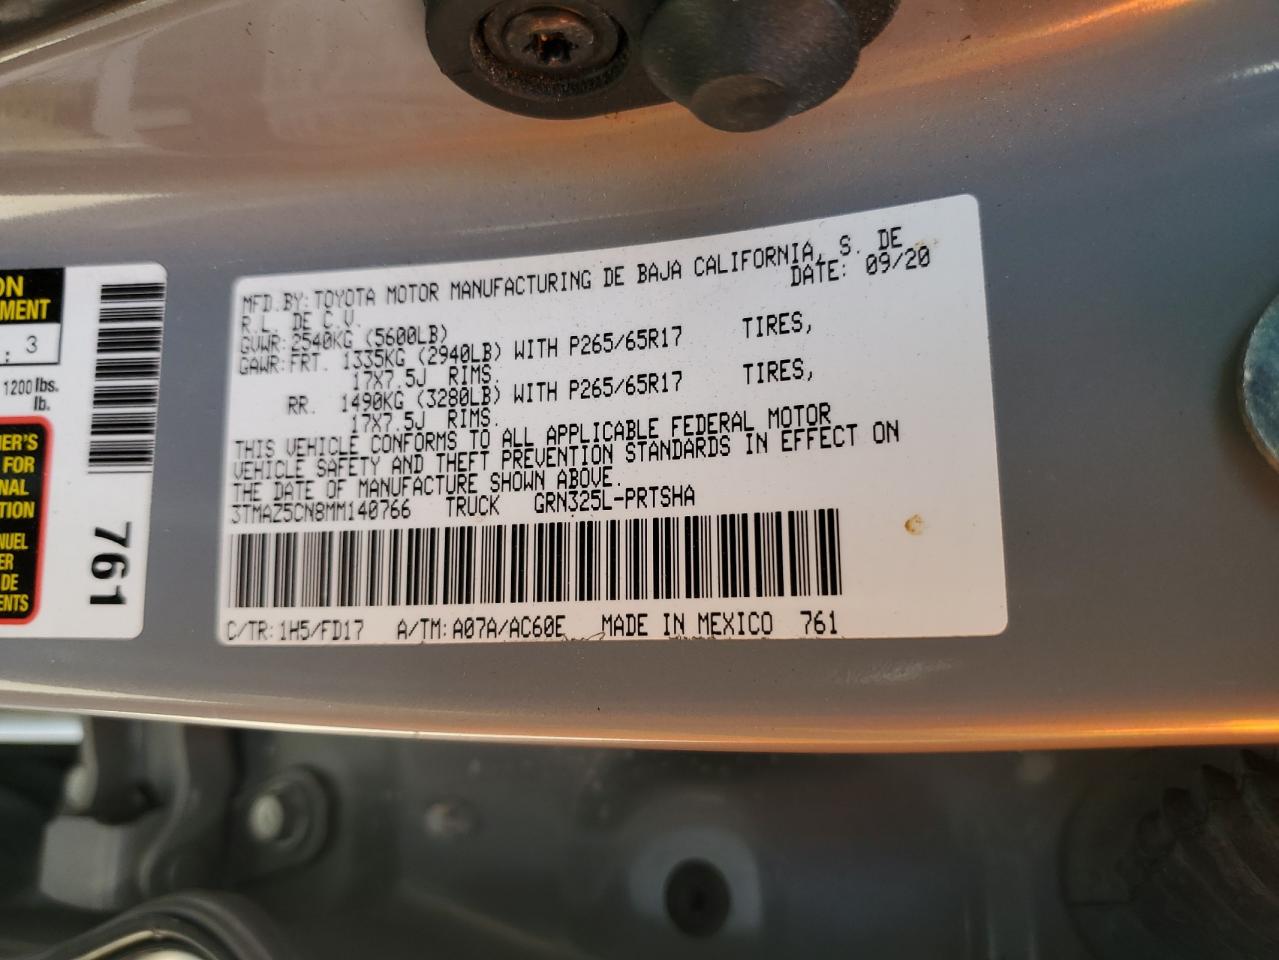 ON
MENT
: 3
1200 lbs.
lb.
ER'S
FOR
NAL
TION
NUEL
ER
DE
ENTS
761
MFD.BY:TOYOTA MOTOR MANUFACTURING DE BAJA CALIFORNIA, S. DE
R.L. DE C.V. DATE: 09/20
GVWR:2540KG (5600LB)
GAWR:FRT. 1335KG (2940LB) WITH P265/65R17 TIRES,
17X7.5J RIMS.
RR. 1490KG (3280LB) WITH P265/65R17 TIRES,
17X7.5J RIMS.
THIS VEHICLE CONFORMS TO ALL APPLICABLE FEDERAL MOTOR
VEHICLE SAFETY AND THEFT PREVENTION STANDARDS IN EFFECT ON
THE DATE OF MANUFACTURE SHOWN ABOVE.
3TMAZ5CN8MM140766 TRUCK GRN325L-PRTSHA
C/TR:1H5/FD17 A/TM:A07A/AC60E MADE IN MEXICO 761